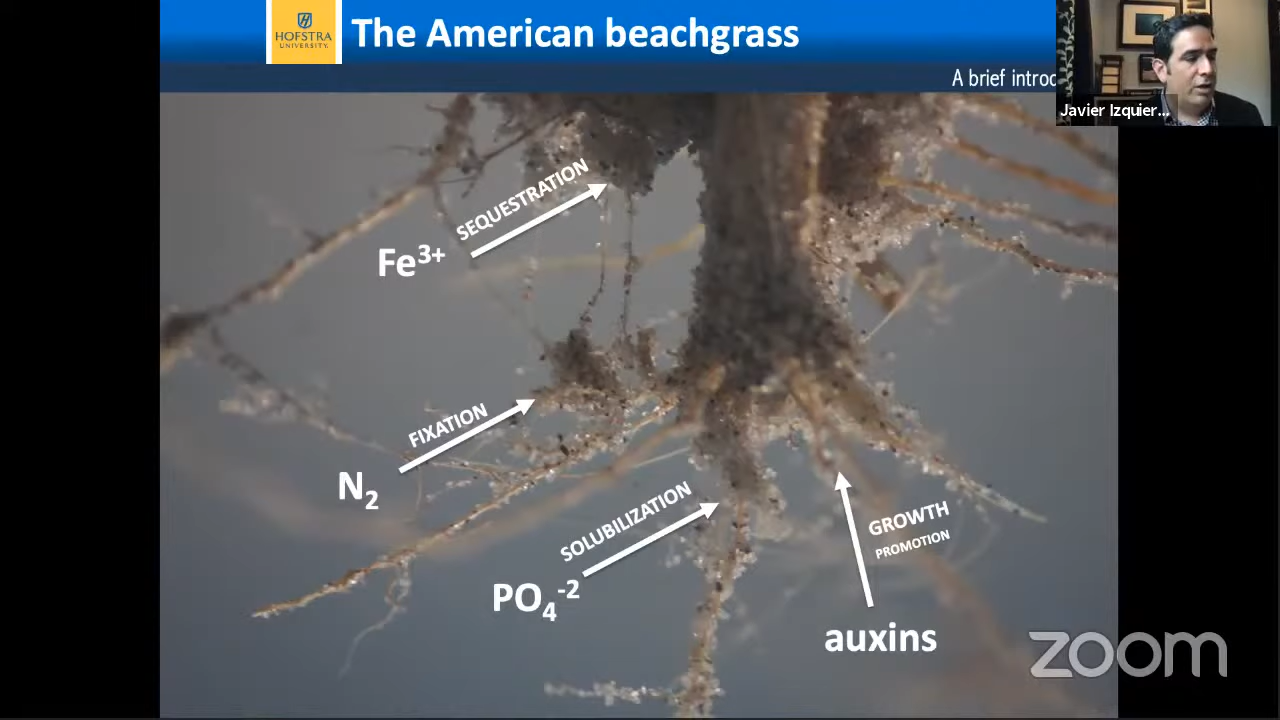 HOFSTRA
UNIVERSITY.
The American beachgrass
A brief introd
Javier Izquier...
SEQUESTRATION
Fe³⁺
FIXATION
N₂
SOLUBILIZATION
PO₄⁻²
GROWTH
PROMOTION
auxins
zoom